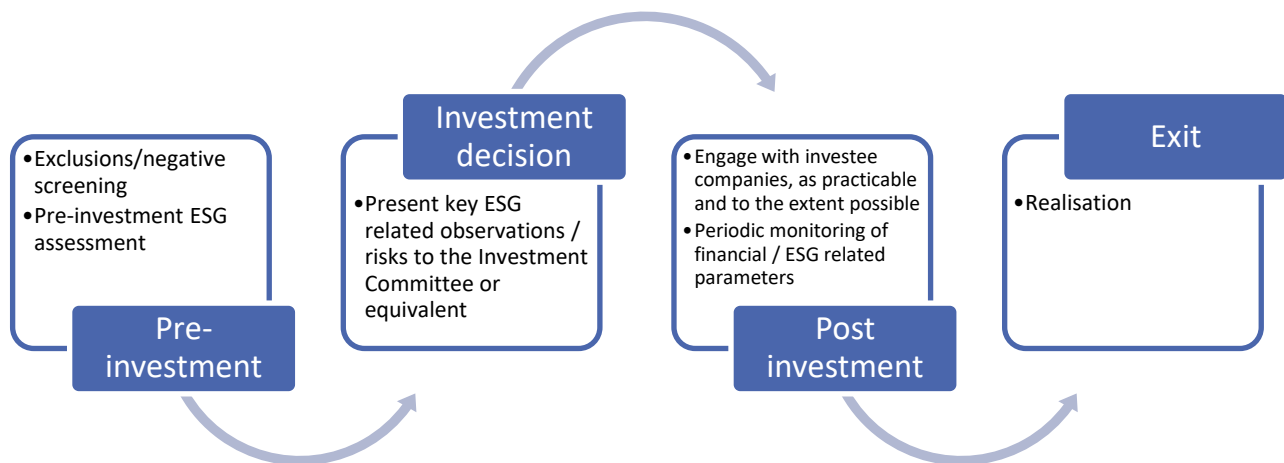 •Exclusions/negative
screening
•Pre-investment ESG
assessment
Pre-
investment
Investment
decision
•Present key ESG
related observations /
risks to the Investment
Committee or
equivalent
•Engage with investee
companies, as practicable
and to the extent possible
•Periodic monitoring of
financial / ESG related
parameters
Post
investment
Exit
•Realisation